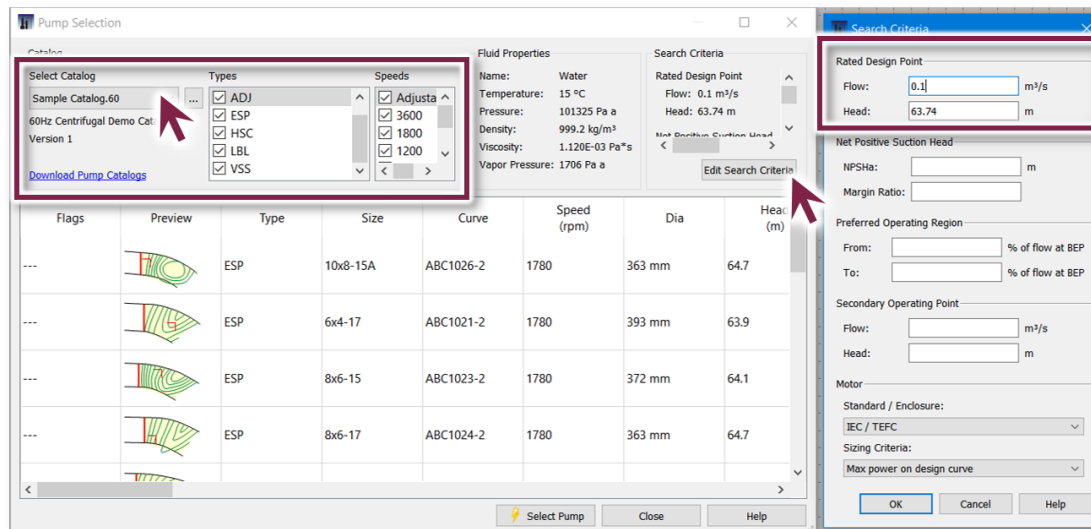 Pump Selection
Catalog
Select Catalog
Sample Catalog.60
...
60Hz Centrifugal Demo Cat
Version 1
Download Pump Catalogs
Types
ADJ
ESP
HSC
LBL
VSS
Speeds
Adjusta
3600
1800
1200
Fluid Properties
Name: Water
Temperature: 15 ºC
Pressure: 101325 Pa a
Density: 999.2 kg/m³
Viscosity: 1.120E-03 Pa*s
Vapor Pressure: 1706 Pa a
Search Criteria
Rated Design Point
Flow: 0.1 m³/s
Head: 63.74 m
Net Positive Suction Head
Edit Search Criteria
Flags Preview Type Size Curve Speed (rpm) Dia Head (m)
--- ESP 10x8-15A ABC1026-2 1780 363 mm 64.7
--- ESP 6x4-17 ABC1021-2 1780 393 mm 63.9
--- ESP 8x6-15 ABC1023-2 1780 372 mm 64.1
--- ESP 8x6-17 ABC1024-2 1780 363 mm 64.7
Select Pump Close Help
Search Criteria
Rated Design Point
Flow: 0.1 m³/s
Head: 63.74 m
Net Positive Suction Head
NPSHa: m
Margin Ratio:
Preferred Operating Region
From: % of flow at BEP
To: % of flow at BEP
Secondary Operating Point
Flow: m³/s
Head: m
Motor
Standard / Enclosure:
IEC / TEFC
Sizing Criteria:
Max power on design curve
OK Cancel Help